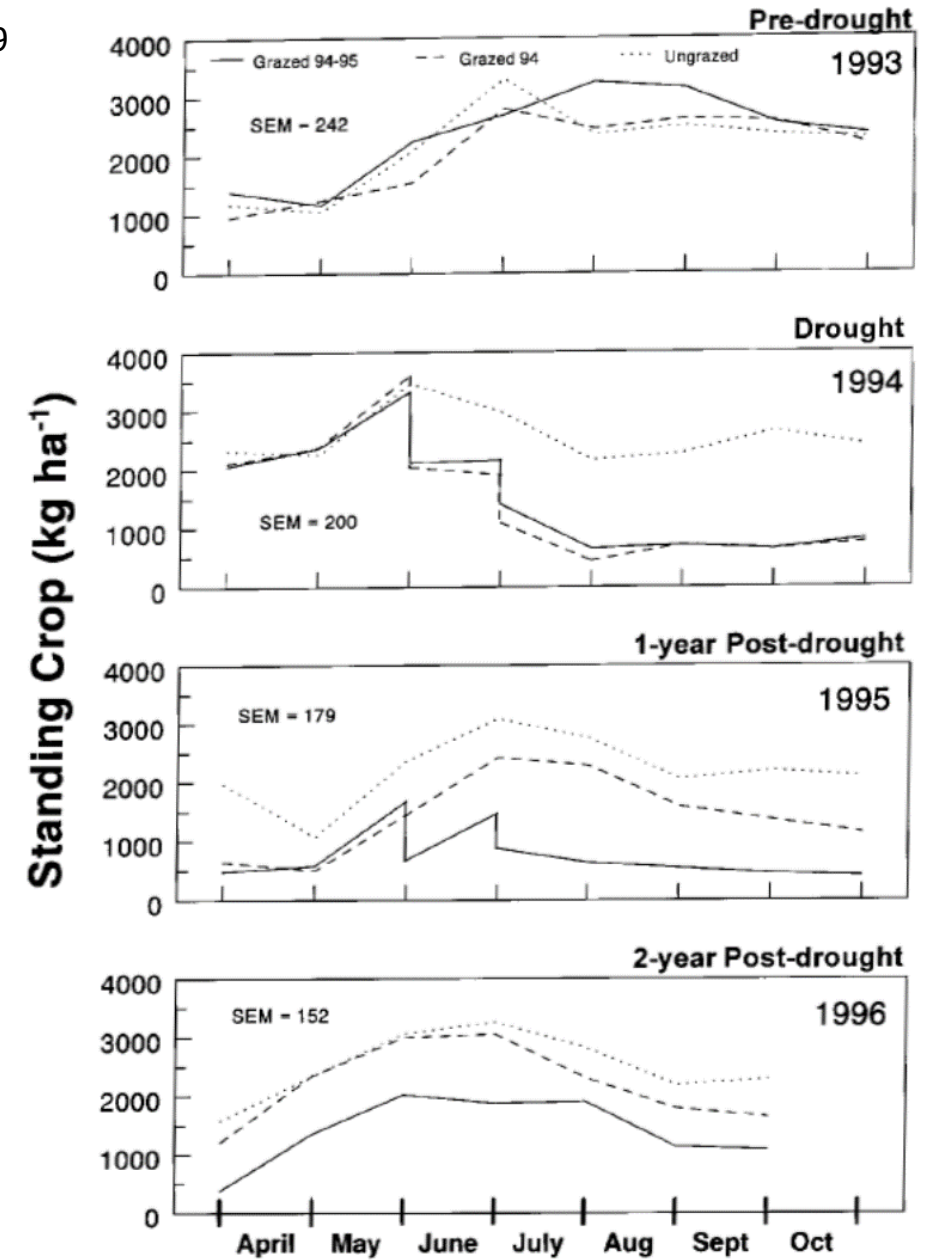 9
Pre-drought
4000
Grazed 94-95
Grazed 94
Ungrazed
1993
3000
SEM = 242
2000
1000
0
Drought
4000
1994
3000
2000
SEM = 200
1000
0
1-year Post-drought
4000
SEM = 179
1995
3000
2000
1000
0
2-year Post-drought
4000
SEM = 152
1996
3000
2000
1000
0
Standing Crop (kg ha⁻¹)
April May June July Aug Sept Oct